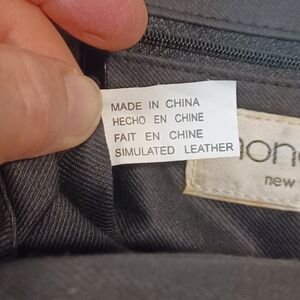 MADE IN CHINA
HECHO EN CHINE
FAIT EN CHINE
SIMULATED LEATHER
new